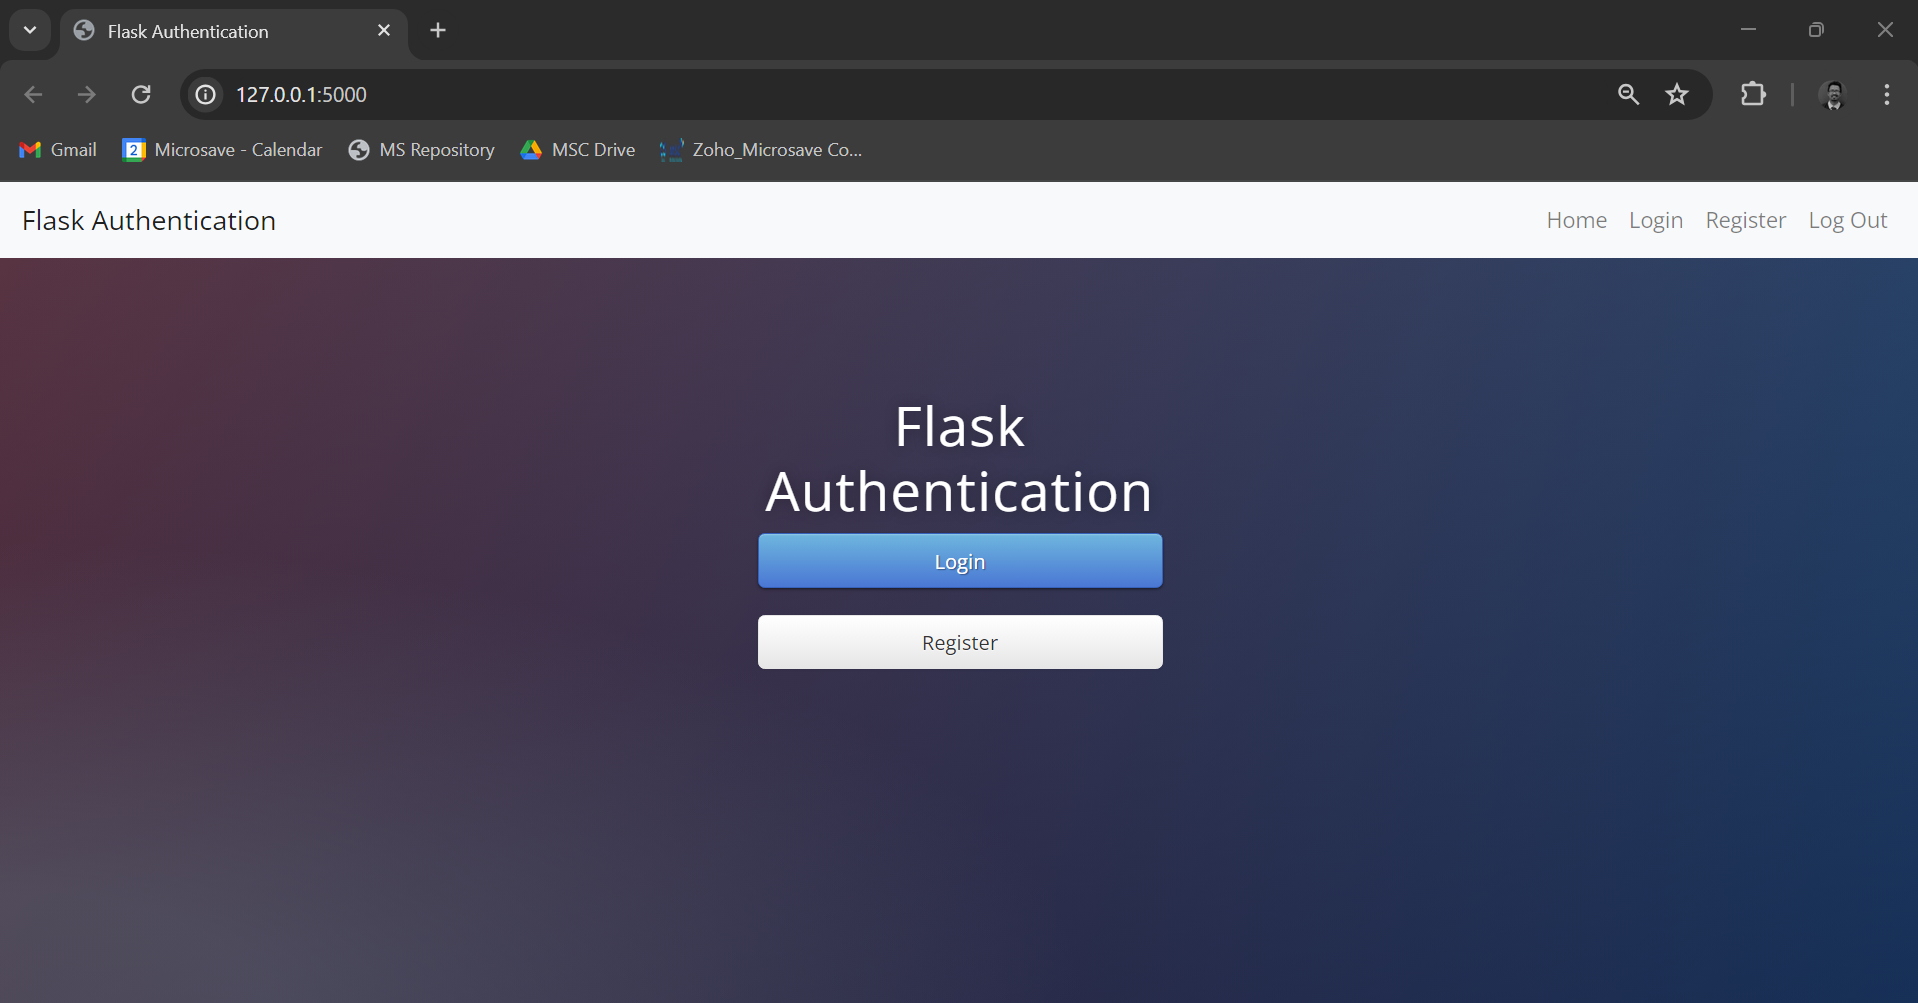 Flask Authentication
127.0.0.1:5000
Gmail
2
Microsave - Calendar
MS Repository
MSC Drive
Zoho_Microsave Co...
Flask Authentication
Home
Login
Register
Log Out
Flask
Authentication
Login
Register